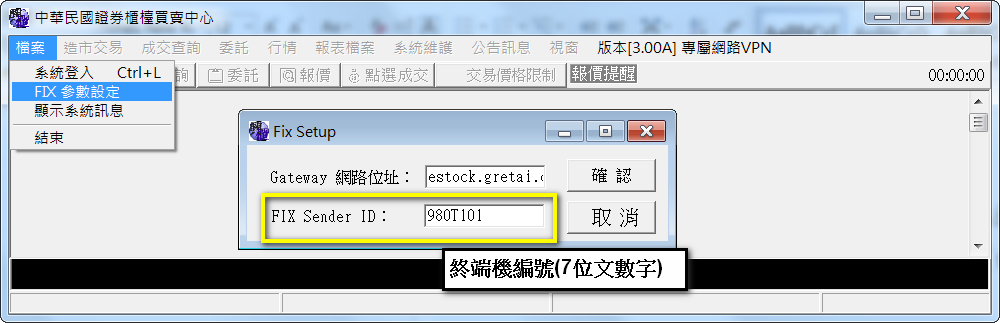 中華民國證券櫃檯買賣中心
檔案 造市交易 成交查詢 委託 行情 報表檔案 系統維護 公告訊息 視窗 版本[3.00A] 專屬網路VPN
系統登入 Ctrl+L
詢 委託 詢報價 點選成交 交易價格限制 報價提醒 00:00:00
FIX 參數設定
顯示系統訊息
結束
Fix Setup
Gateway 網路位址： estock.gretai.c
確認
FIX Sender ID： 980T101
取消
終端機編號(7位文數字)